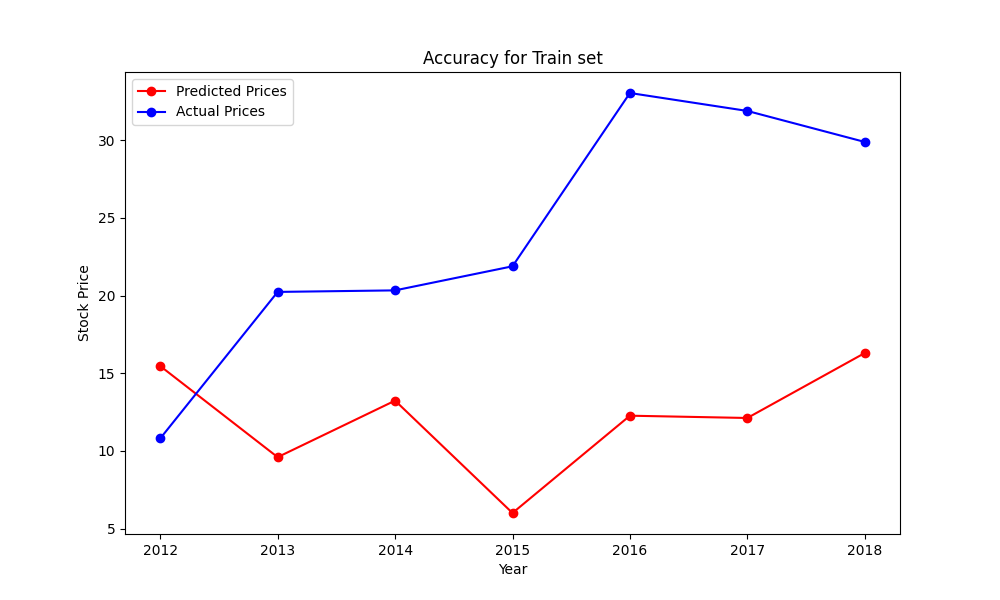 Accuracy for Train set
Predicted Prices
Actual Prices
30
25
20
15
10
5
Stock Price
2012 2013 2014 2015 2016 2017 2018
Year